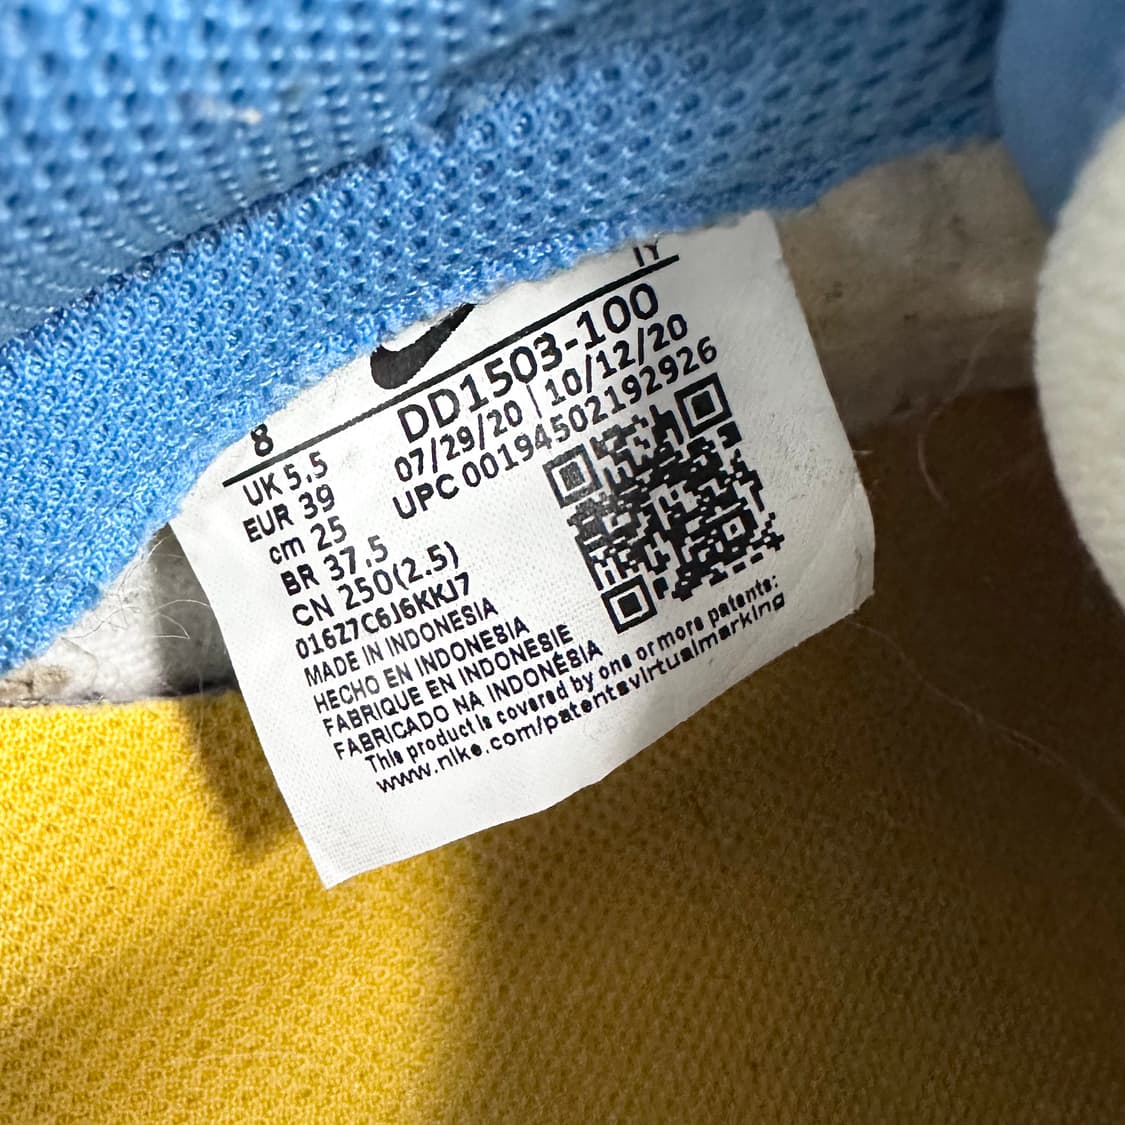 IY
8
DD1503-100
UK 5.5 07/29/20 | 10/12/20
EUR 39 UPC 00194502192926
cm 25
BR 37.5
CN 250(2.5)
016Z7C6J6KKJ7
MADE IN INDONESIA
HECHO EN INDONESIA
FABRIQUE EN INDONESIE
FABRICADO NA INDONÉSIA
This product is covered by one or more patents:
www.nike.com/patentsvirtualmarking